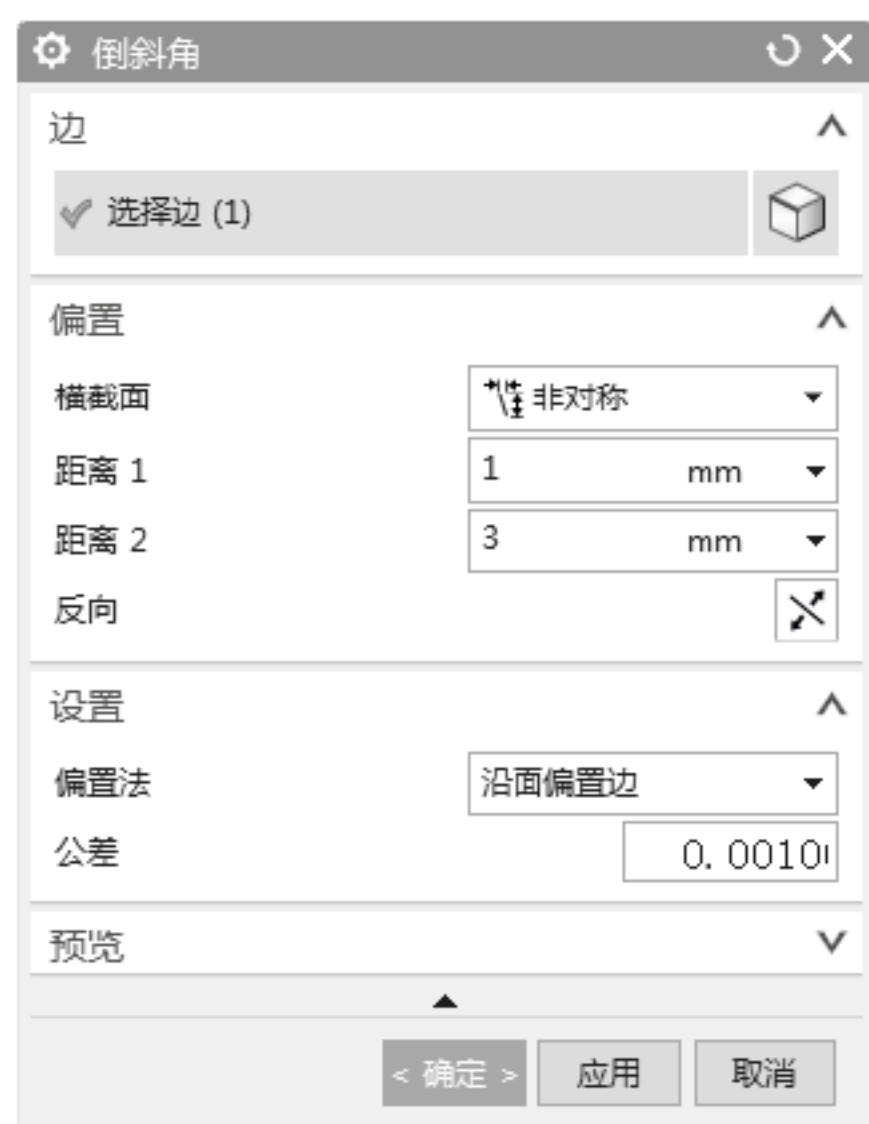 倒斜角
边
选择边 (1)
偏置
横截面 非对称
距离 1 1 mm
距离 2 3 mm
反向
设置
偏置法 沿面偏置边
公差 0.0010
预览
< 确定 > 应用 取消